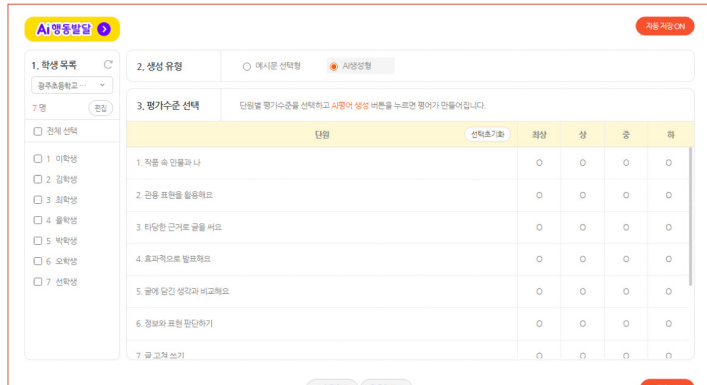 Ai행동발달
자동 저장 ON
1. 학생 목록
광주초등학교 ...
7 명 편집
전체 선택
1 이학생
2 김학생
3 최학생
4 율학생
5 박학생
6 오학생
7 선학생
2. 생성 유형 예시문 선택형 AI생성형
3. 평가수준 선택 단원별 평가수준을 선택하고 AI평어 생성 버튼을 누르면 평어가 만들어집니다.
단원 선택초기화 최상 상 중 하
1. 작품 속 인물과 나
2. 관용 표현을 활용해요
3. 타당한 근거로 글을 써요
4. 효과적으로 발표해요
5. 글에 담긴 생각과 비교해요
6. 정보와 표현 판단하기
7. 글 고쳐 쓰기